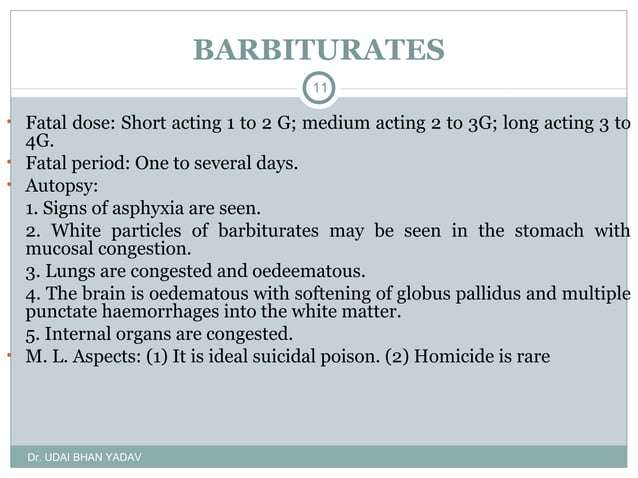 BARBITURATES
11
• Fatal dose: Short acting 1 to 2 G; medium acting 2 to 3G; long acting 3 to
4G.
• Fatal period: One to several days.
• Autopsy:
1. Signs of asphyxia are seen.
2. White particles of barbiturates may be seen in the stomach with
mucosal congestion.
3. Lungs are congested and oedeematous.
4. The brain is oedematous with softening of globus pallidus and multiple
punctate haemorrhages into the white matter.
5. Internal organs are congested.
• M. L. Aspects: (1) It is ideal suicidal poison. (2) Homicide is rare
Dr. UDAI BHAN YADAV